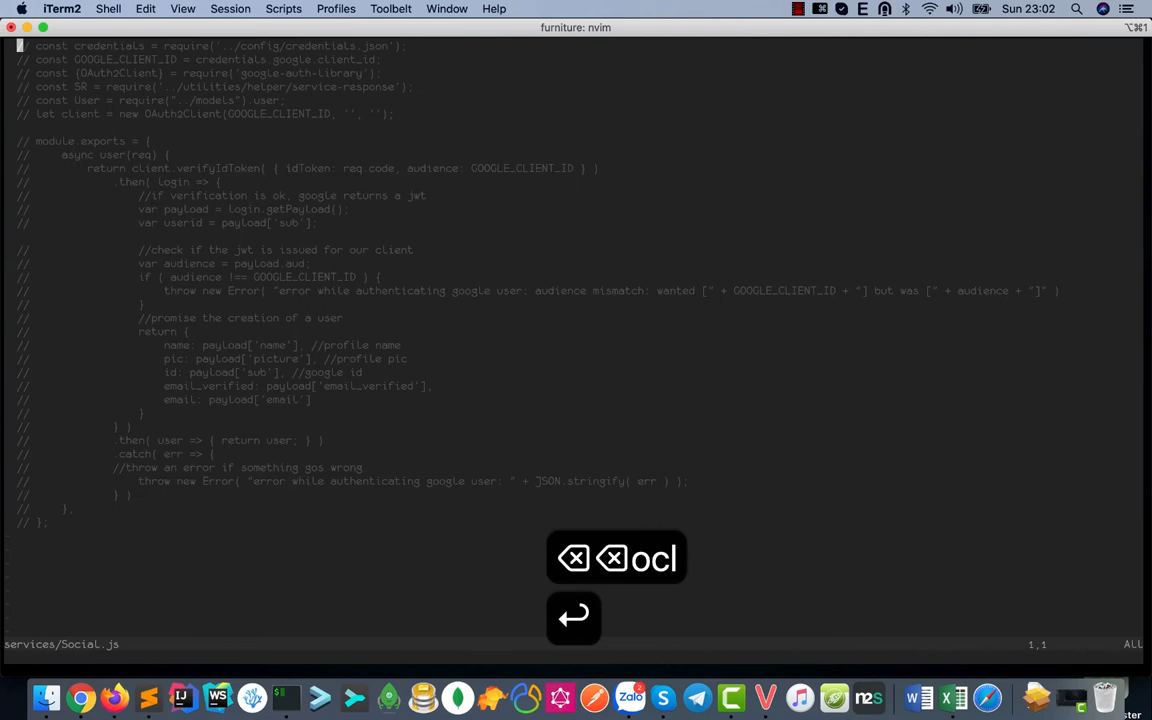 iTerm2 Shell Edit View Session Scripts Profiles Toolbelt Window Help Sun 23:02
furniture: nvim ⌥⌘1
// const credentials = require('../config/credentials.json');
// const GOOGLE_CLIENT_ID = credentials.google.client_id;
// const {OAuth2Client} = require('google-auth-library');
// const SR = require('../utilities/helper/service-response');
// const User = require("../models").user;
// let client = new OAuth2Client(GOOGLE_CLIENT_ID, '', '');
// module.exports = {
//     async user(req) {
//         return client.verifyIdToken( { idToken: req.code, audience: GOOGLE_CLIENT_ID } )
//             .then( login => {
//                 //if verification is ok, google returns a jwt
//                 var payload = login.getPayload();
//                 var userid = payload['sub'];
//                 //check if the jwt is issued for our client
//                 var audience = payload.aud;
//                 if ( audience !== GOOGLE_CLIENT_ID ) {
//                     throw new Error( "error while authenticating google user: audience mismatch: wanted [" + GOOGLE_CLIENT_ID + "] but was [" + audience + "]" )
//                 }
//                 //promise the creation of a user
//                 return {
//                     name: payload['name'], //profile name
//                     pic: payload['picture'], //profile pic
//                     id: payload['sub'], //google id
//                     email_verified: payload['email_verified'],
//                     email: payload['email']
//                 }
//             } )
//             .then( user => { return user; } )
//             .catch( err => {
//             //throw an error if something gos wrong
//                 throw new Error( "error while authenticating google user: " + JSON.stringify( err ) );
//             } )
//     },
// };
⌫⌫ocl
↩
services/Social.js 1,1 All
IJ WS $ Zalo 2 S n2s W X
ster